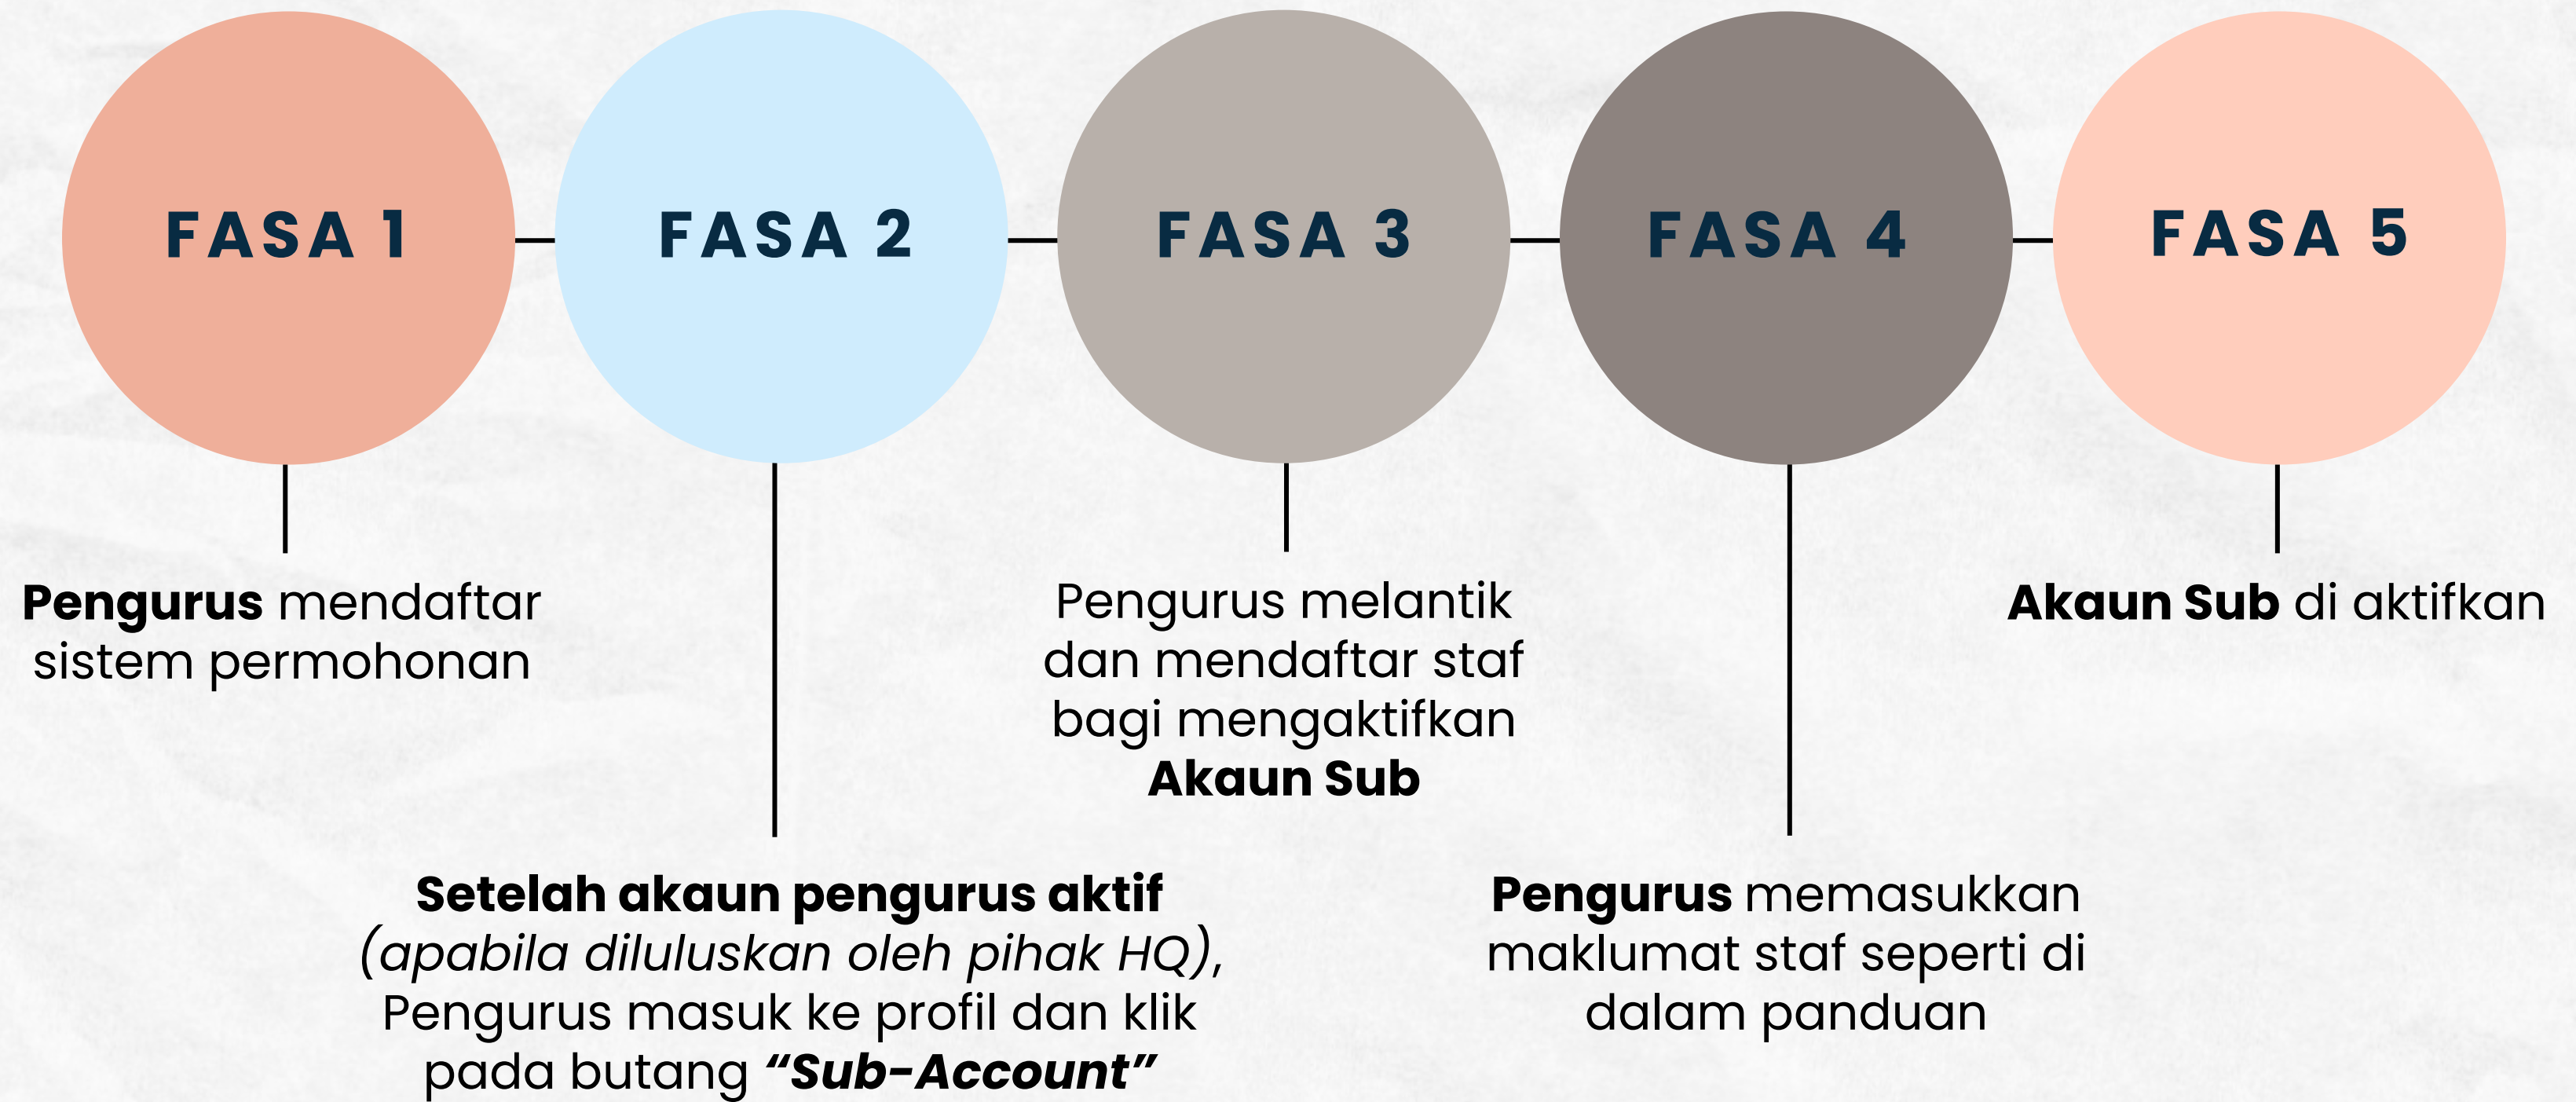 FASA 1
FASA 2
FASA 3
FASA 4
FASA 5
Pengurus mendaftar
sistem permohonan
Setelah akaun pengurus aktif
(apabila diluluskan oleh pihak HQ),
Pengurus masuk ke profil dan klik
pada butang “Sub-Account”
Pengurus melantik
dan mendaftar staf
bagi mengaktifkan
Akaun Sub
Pengurus memasukkan
maklumat staf seperti di
dalam panduan
Akaun Sub di aktifkan